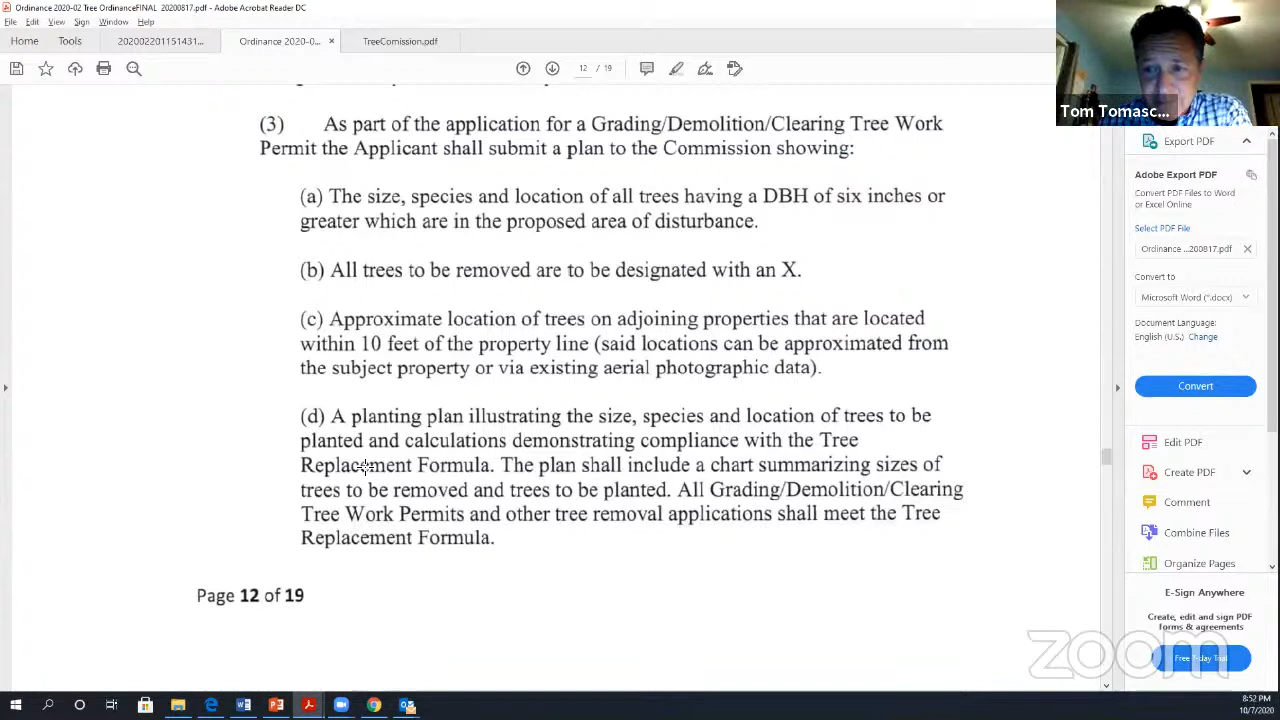 Ordinance 2020-02 Tree OrdinanceFINAL 20200817.pdf - Adobe Acrobat Reader DC
File Edit View Sign Window Help
Home Tools 202002201151431... Ordinance 2020-0... × TreeComission.pdf
12 / 19
(3) As part of the application for a Grading/Demolition/Clearing Tree Work
Permit the Applicant shall submit a plan to the Commission showing:
(a) The size, species and location of all trees having a DBH of six inches or
greater which are in the proposed area of disturbance.
(b) All trees to be removed are to be designated with an X.
(c) Approximate location of trees on adjoining properties that are located
within 10 feet of the property line (said locations can be approximated from
the subject property or via existing aerial photographic data).
(d) A planting plan illustrating the size, species and location of trees to be
planted and calculations demonstrating compliance with the Tree
Replacement Formula. The plan shall include a chart summarizing sizes of
trees to be removed and trees to be planted. All Grading/Demolition/Clearing
Tree Work Permits and other tree removal applications shall meet the Tree
Replacement Formula.
Page 12 of 19
Tom Tomasc...
Export PDF
Adobe Export PDF
Convert PDF Files to Word
or Excel Online
Select PDF File
Ordinance ...200817.pdf
Convert to
Microsoft Word (*.docx)
Document Language:
English (U.S.) Change
Convert
Edit PDF
Create PDF
Comment
Combine Files
Organize Pages
E-Sign Anywhere
Create, edit and sign PDF
forms & agreements
Free 7-day Trial
zoom
8:52 PM
10/7/2020